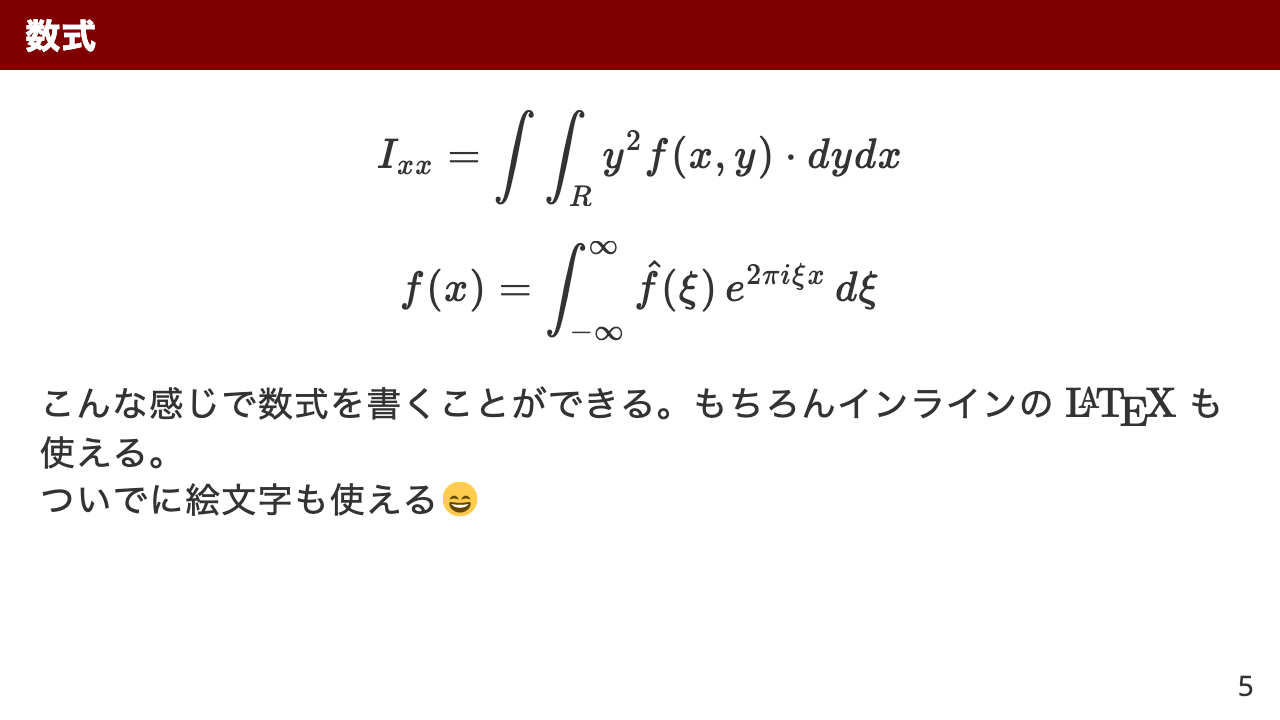 数式
I_{xx} = \int \int_R y^2 f(x, y) \cdot dydx
f(x) = \int_{-\infty}^{\infty} \hat{f}(\xi) e^{2\pi i \xi x} d\xi
こんな感じで数式を書くことができる。もちろんインラインの LATEX も
使える。
ついでに絵文字も使える😄
5